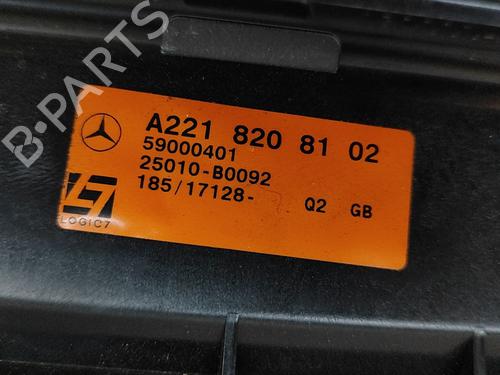 B-PARTS
A221 820 81 02
59000401
25010-B0092
185/17128- Q2 GB
LOGIC7